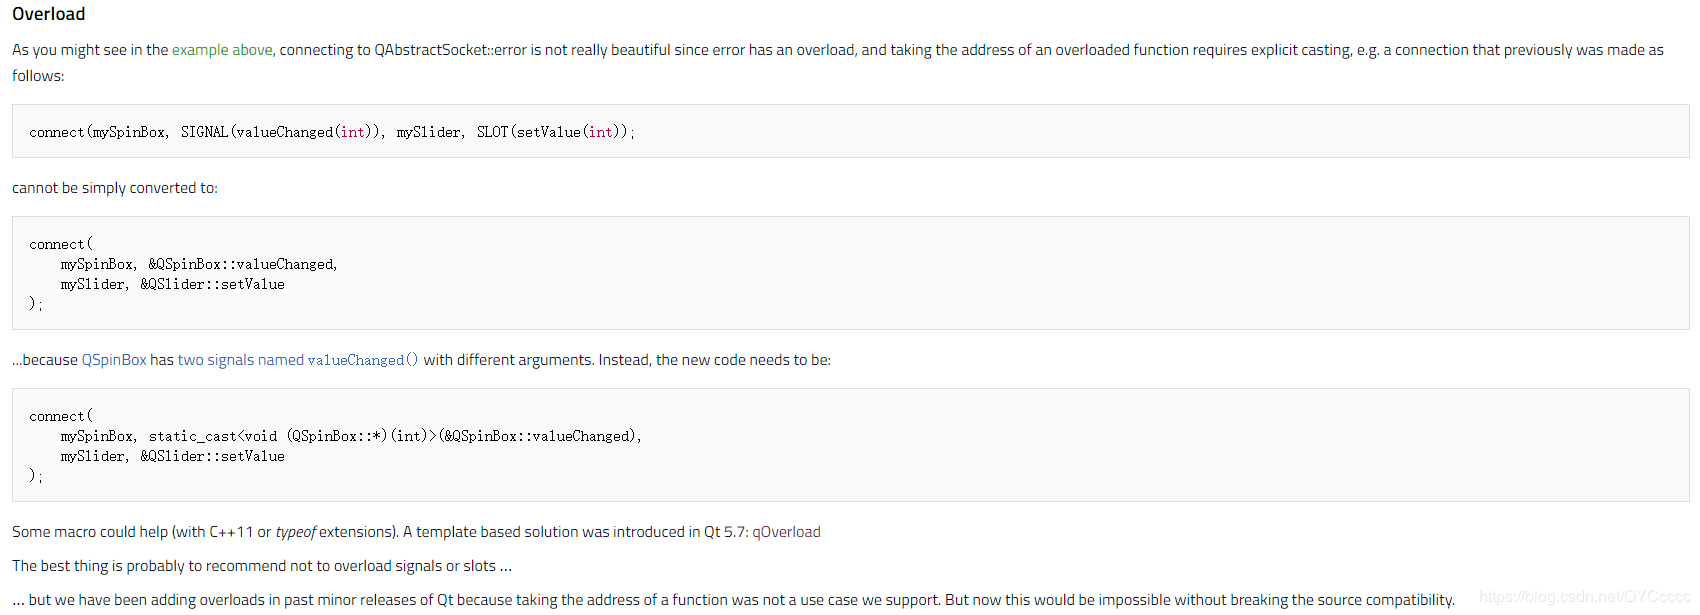 Overload
As you might see in the example above, connecting to QAbstractSocket::error is not really beautiful since error has an overload, and taking the address of an overloaded function requires explicit casting, e.g. a connection that previously was made as
follows:
connect(mySpinBox, SIGNAL(valueChanged(int)), mySlider, SLOT(setValue(int));
cannot be simply converted to:
connect(
    mySpinBox, &QSpinBox::valueChanged,
    mySlider, &QSlider::setValue
);
...because QSpinBox has two signals named valueChanged() with different arguments. Instead, the new code needs to be:
connect(
    mySpinBox, static_cast<void (QSpinBox::*)(int)>(&QSpinBox::valueChanged),
    mySlider, &QSlider::setValue
);
Some macro could help (with C++11 or typeof extensions). A template based solution was introduced in Qt 5.7: qOverload
The best thing is probably to recommend not to overload signals or slots ...
... but we have been adding overloads in past minor releases of Qt because taking the address of a function was not a use case we support. But now this would be impossible without breaking the source compatibility.
https://blog.csdn.net/QYCcccc